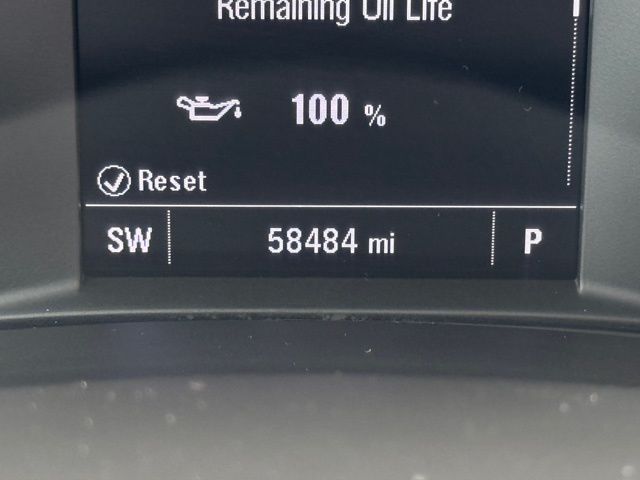 Remaining Oil Life
100 %
Reset
SW 58484 mi P